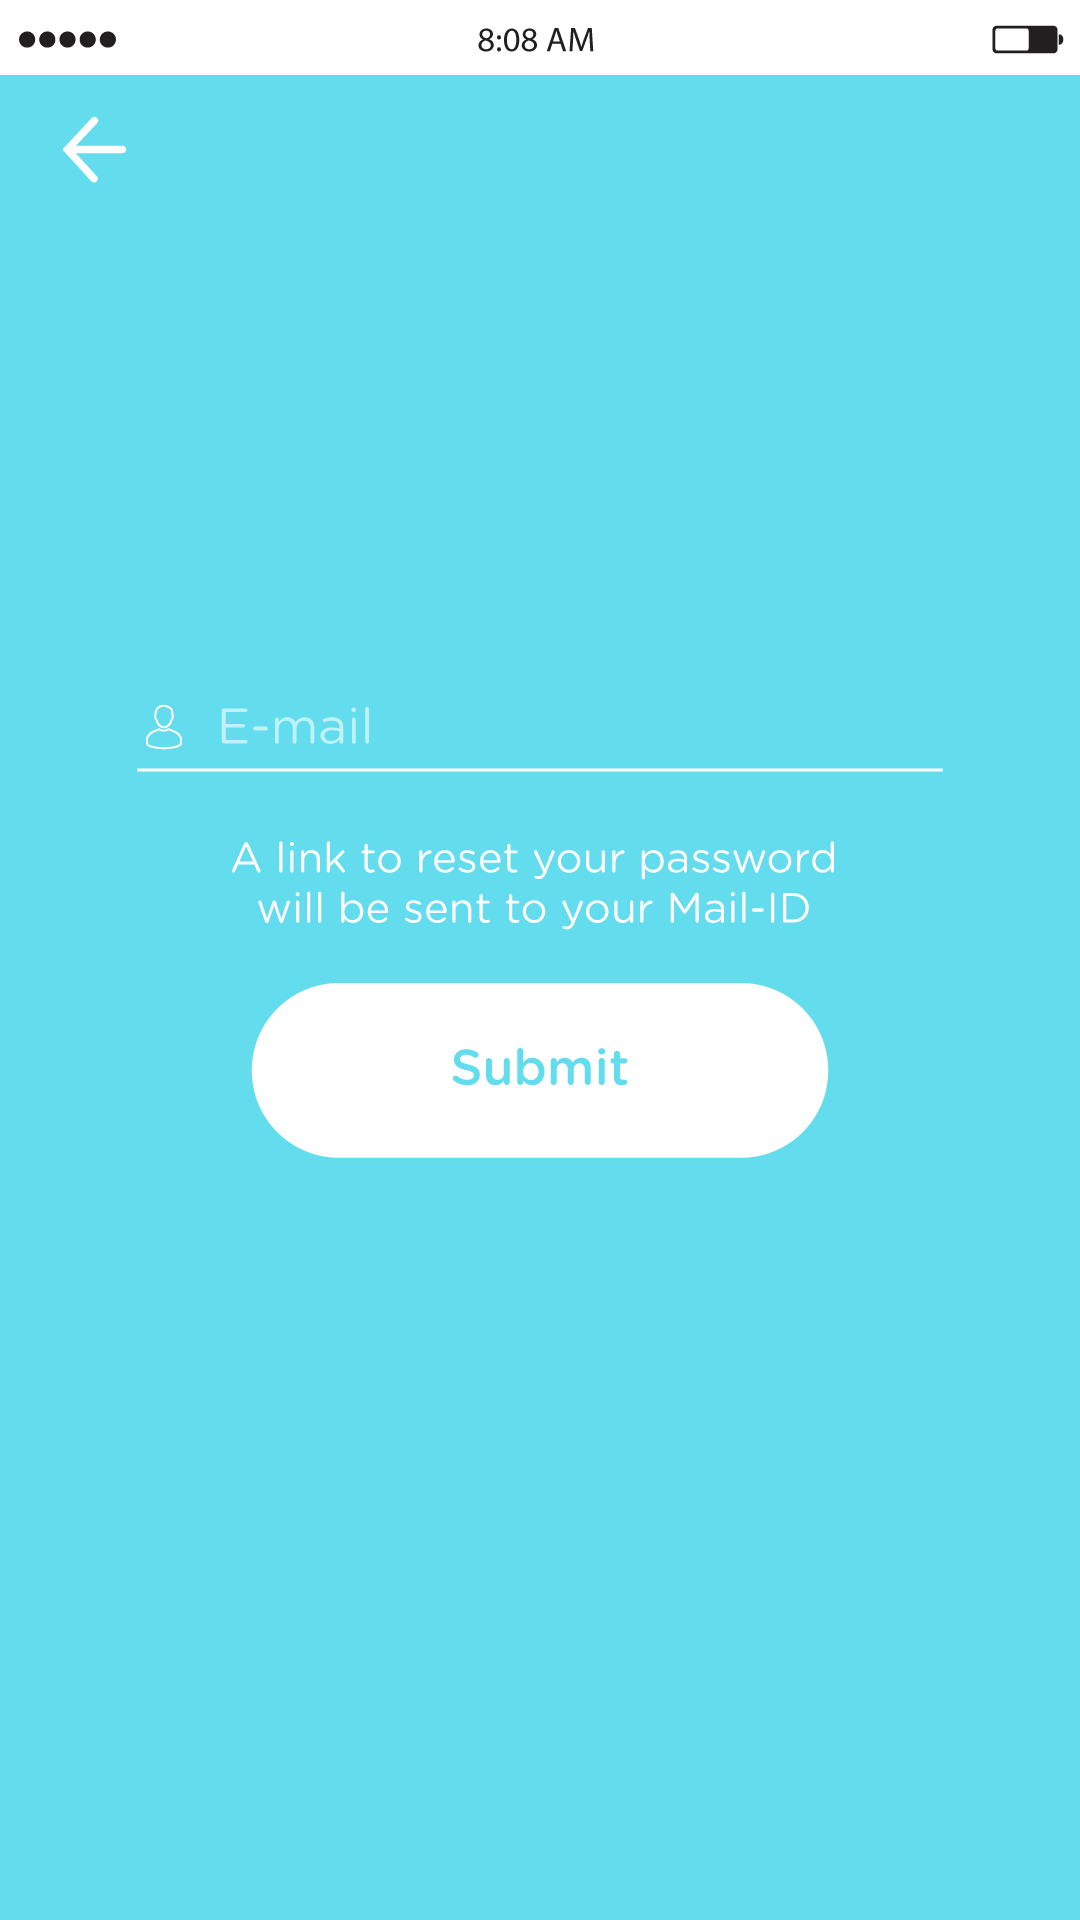 8:08 AM
E-mail
A link to reset your password
will be sent to your Mail-ID
Submit